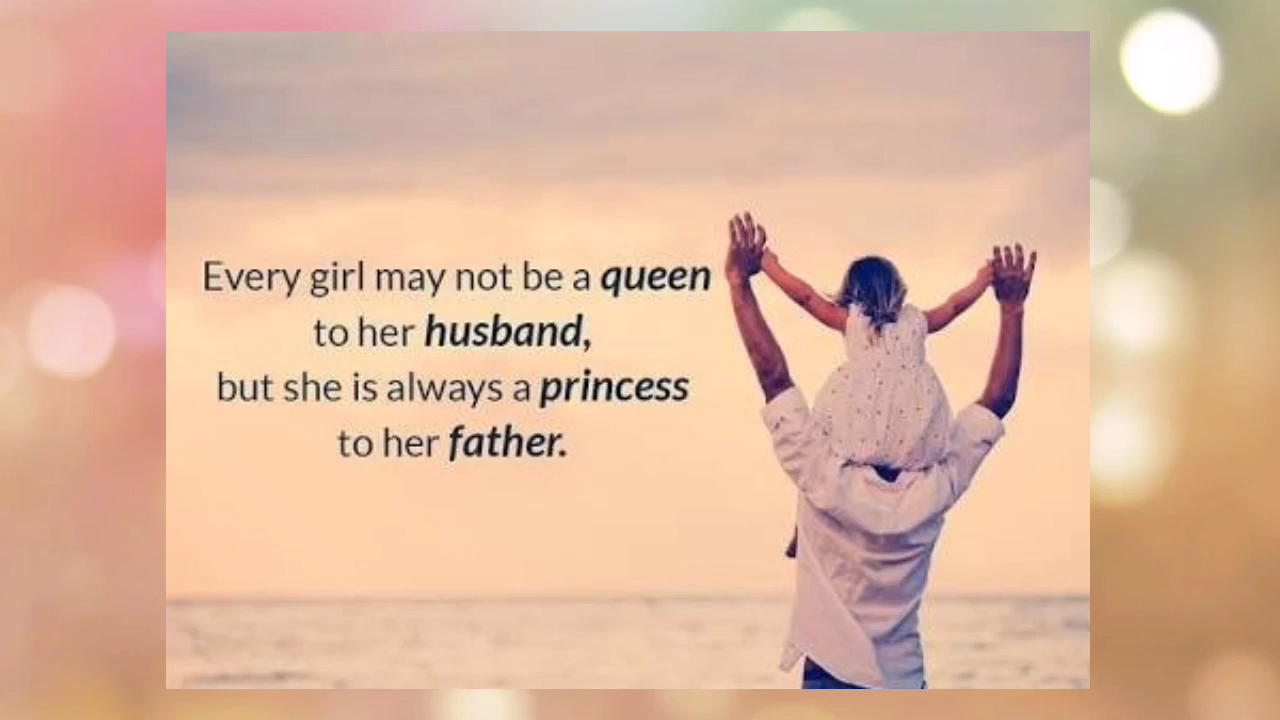 Every girl may not be a queen
to her husband,
but she is always a princess
to her father.